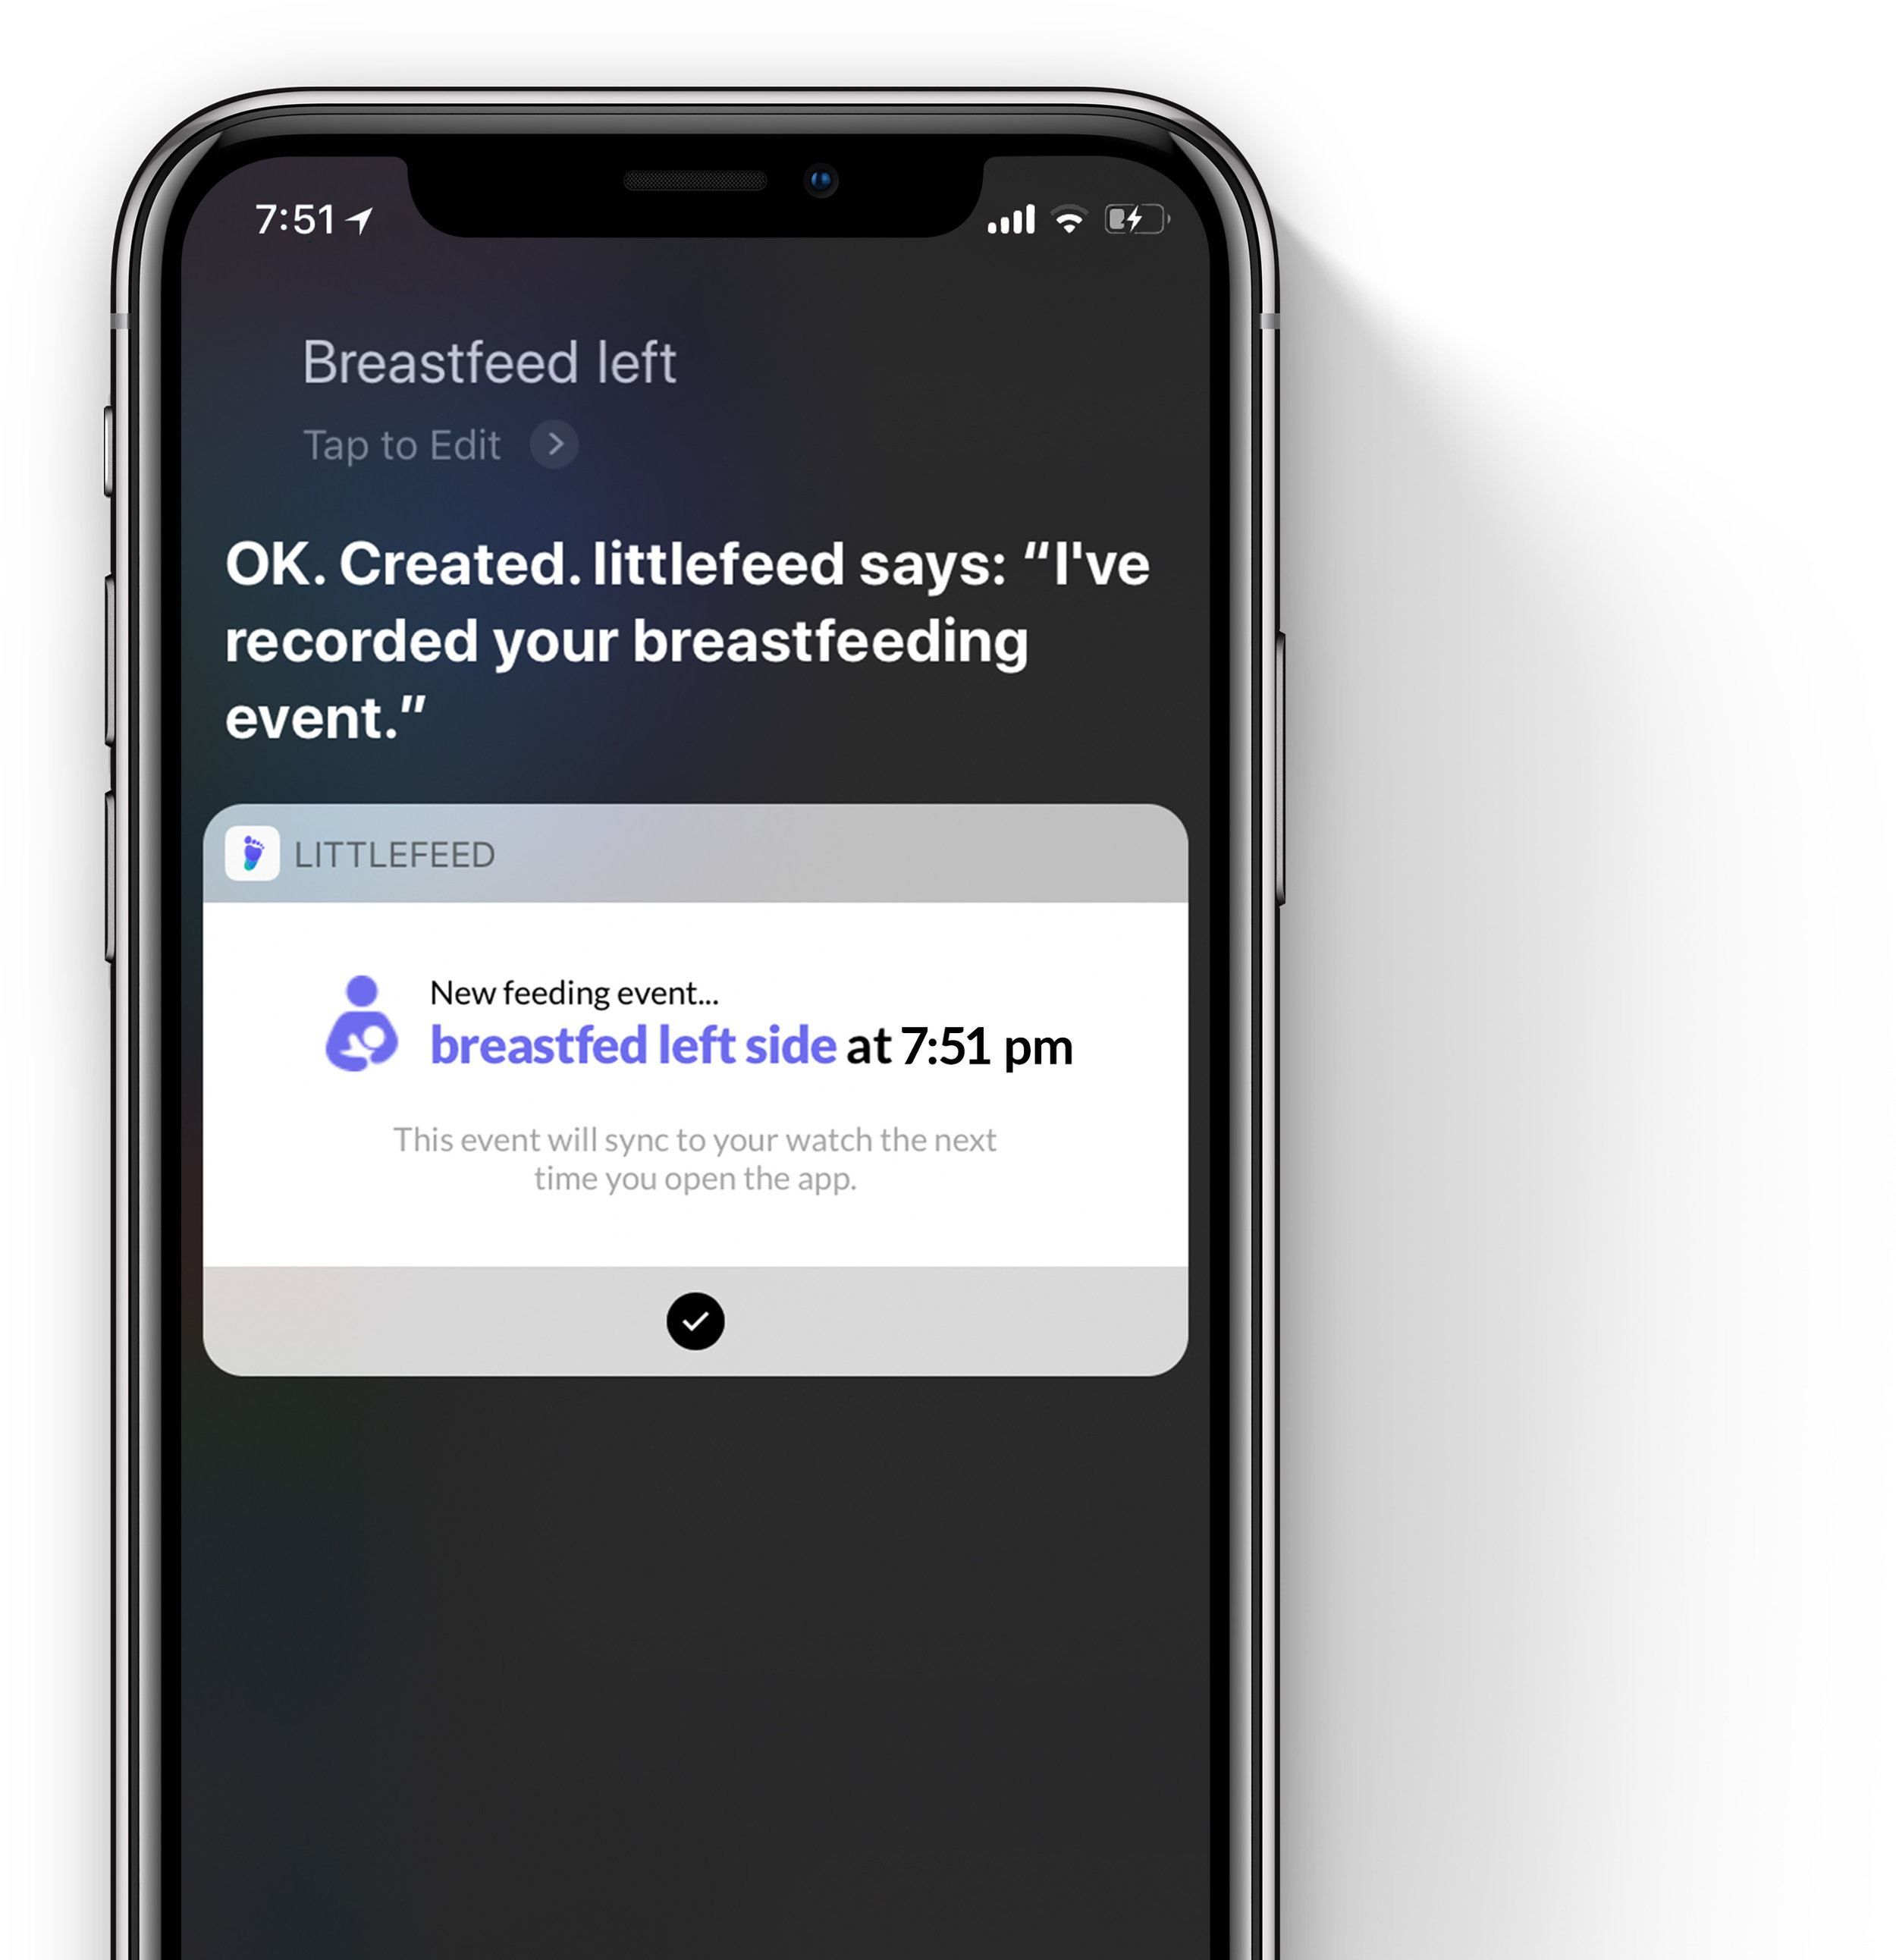 7:51
Breastfeed left
Tap to Edit
OK. Created. littlefeed says: “I've
recorded your breastfeeding
event.”
LITTLEFEED
New feeding event...
breastfed left side at 7:51 pm
This event will sync to your watch the next
time you open the app.